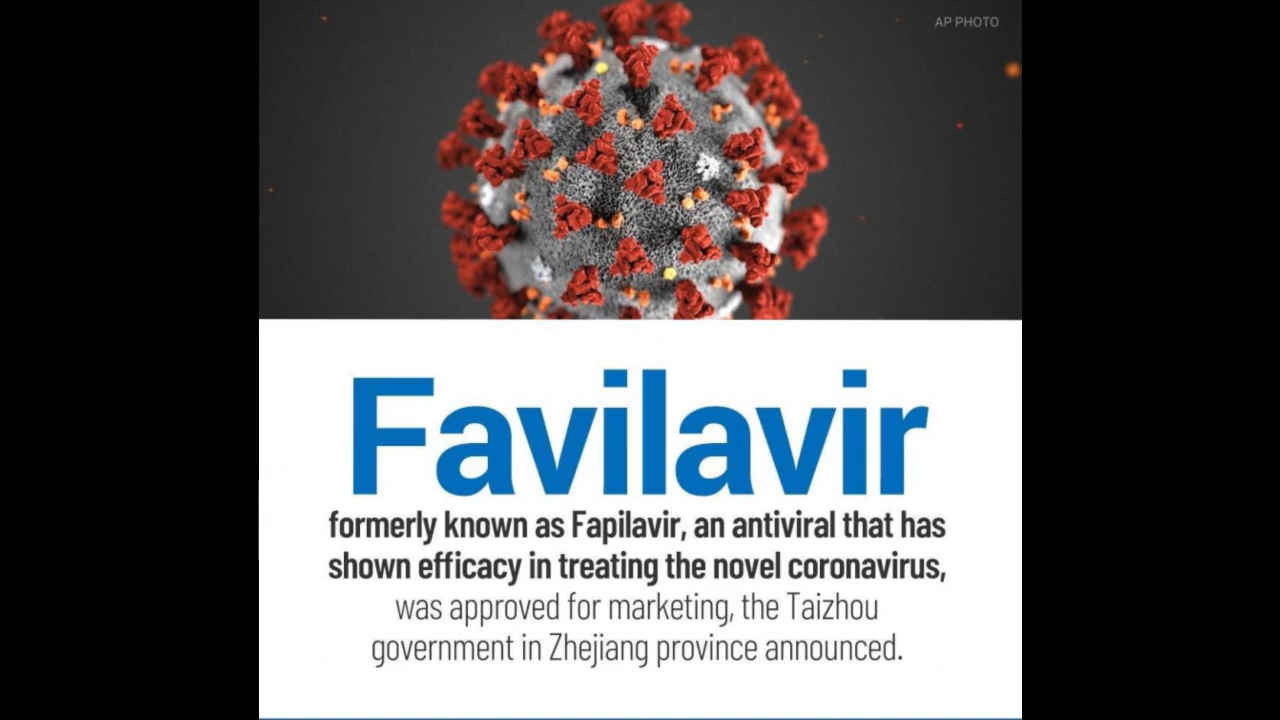 AP PHOTO
Favilavir
formerly known as Fapilavir, an antiviral that has
shown efficacy in treating the novel coronavirus,
was approved for marketing, the Taizhou
government in Zhejiang province announced.